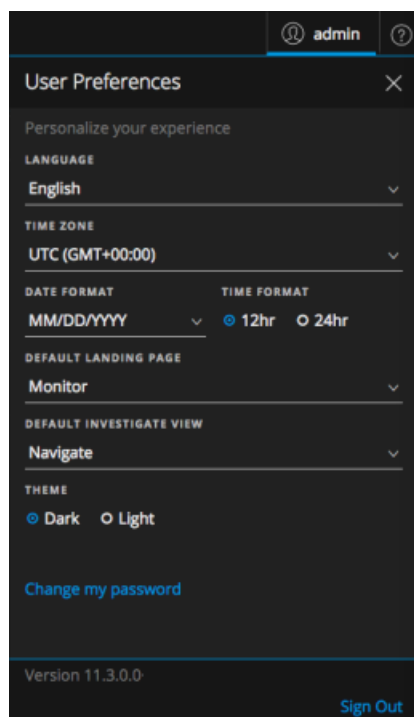 admin ?
User Preferences
Personalize your experience
LANGUAGE
English
TIME ZONE
UTC (GMT+00:00)
DATE FORMAT TIME FORMAT
MM/DD/YYYY 12hr 24hr
DEFAULT LANDING PAGE
Monitor
DEFAULT INVESTIGATE VIEW
Navigate
THEME
Dark Light
Change my password
Version 11.3.0.0
Sign Out